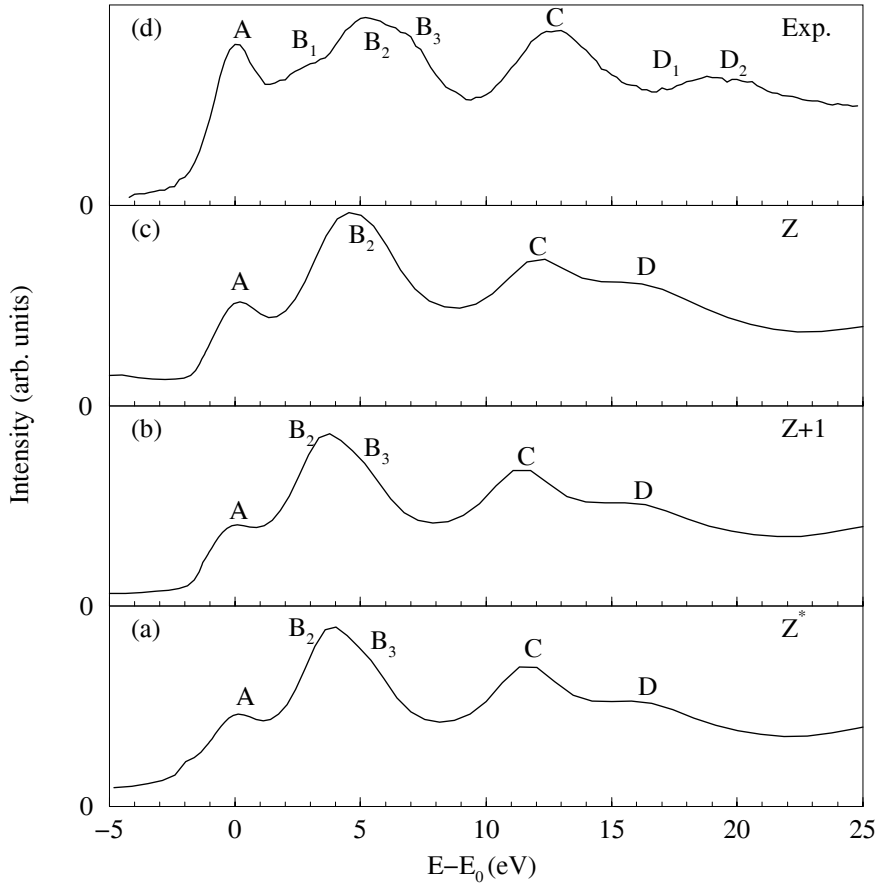 (d) Exp.
A B₁ B₂ B₃ C D₁ D₂
0
(c) Z
A B₂ C D
0
(b) Z+1
A B₂ B₃ C D
0
(a) Z*
A B₂ B₃ C D
0
−5 0 5 10 15 20 25
E−E₀ (eV)
Intensity (arb. units)